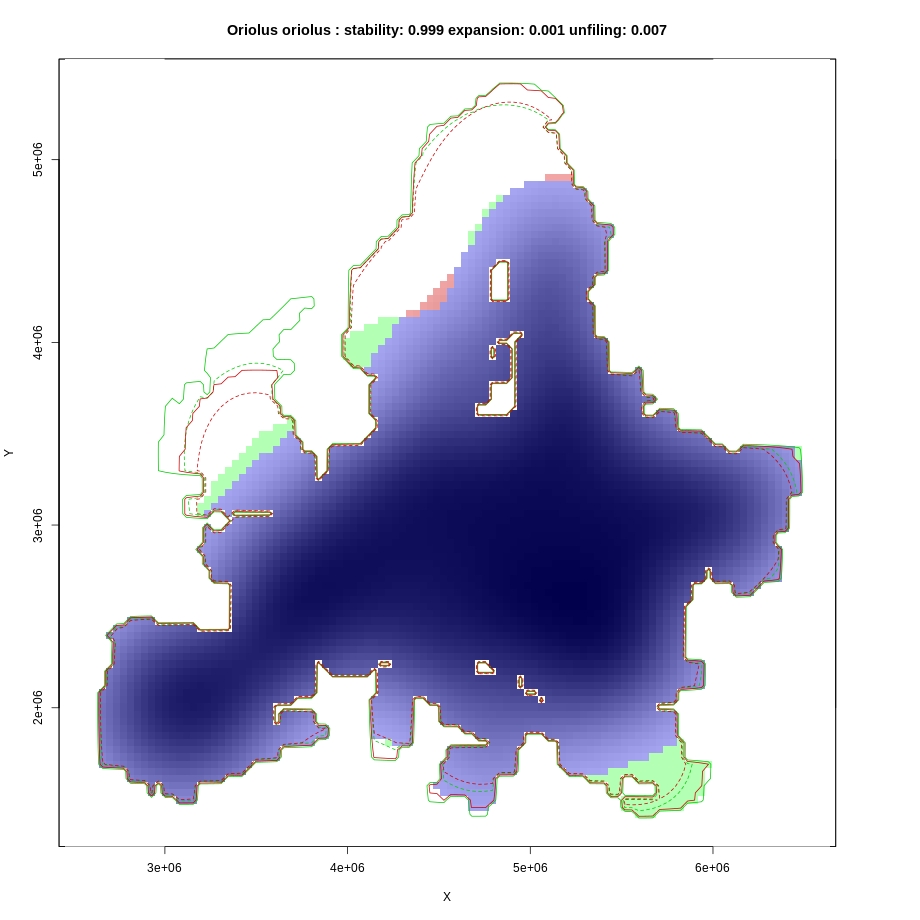 Oriolus oriolus : stability: 0.999 expansion: 0.001 unfiling: 0.007
5e+06
4e+06
Y
3e+06
2e+06
3e+06 4e+06 5e+06 6e+06
X